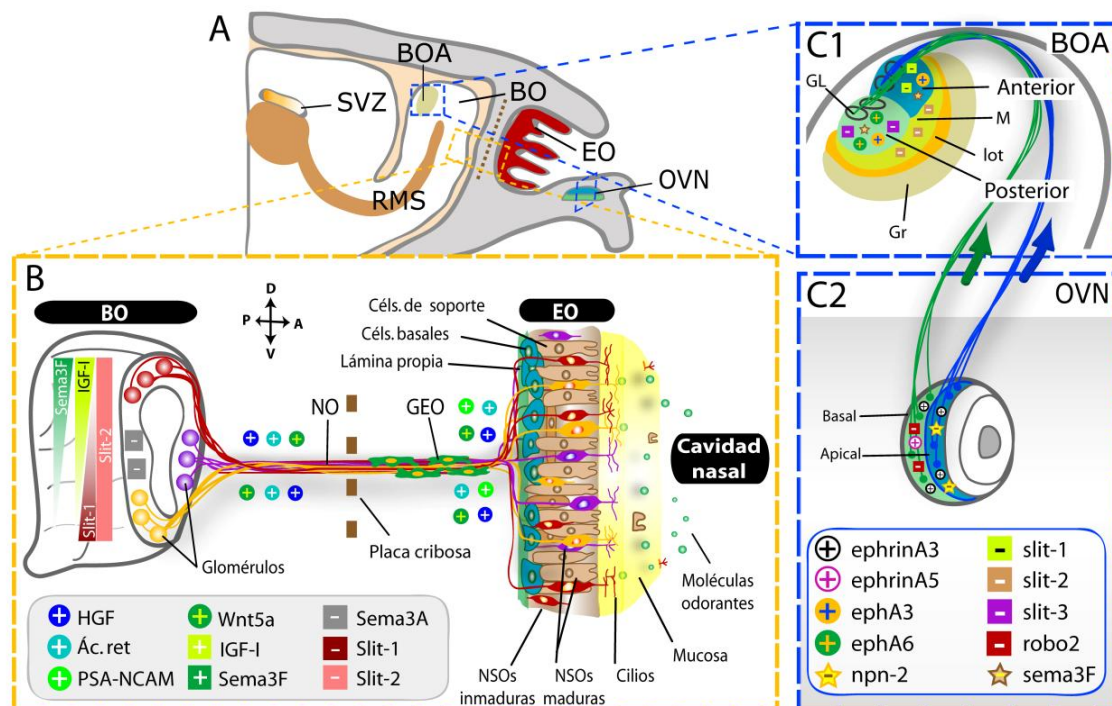 A
BOA
BO
SVZ
EO
RMS
OVN
C1
BOA
GL
Anterior
M
lot
Posterior
Gr
B
BO
D
P
A
V
EO
Céls. de soporte
Céls. basales
Lámina propia
Sema3F
IGF-I
Slit-2
Slit-1
NO
GEO
Cavidad
nasal
Placa cribosa
Glomérulos
Moléculas
odorantes
Mucosa
NSOs
inmaduras
NSOs
maduras
Cilios
HGF
Wnt5a
Sema3A
Ác. ret
IGF-I
Slit-1
PSA-NCAM
Sema3F
Slit-2
C2
OVN
Basal
Apical
ephrinA3
slit-1
ephrinA5
slit-2
ephA3
slit-3
ephA6
robo2
npn-2
sema3F